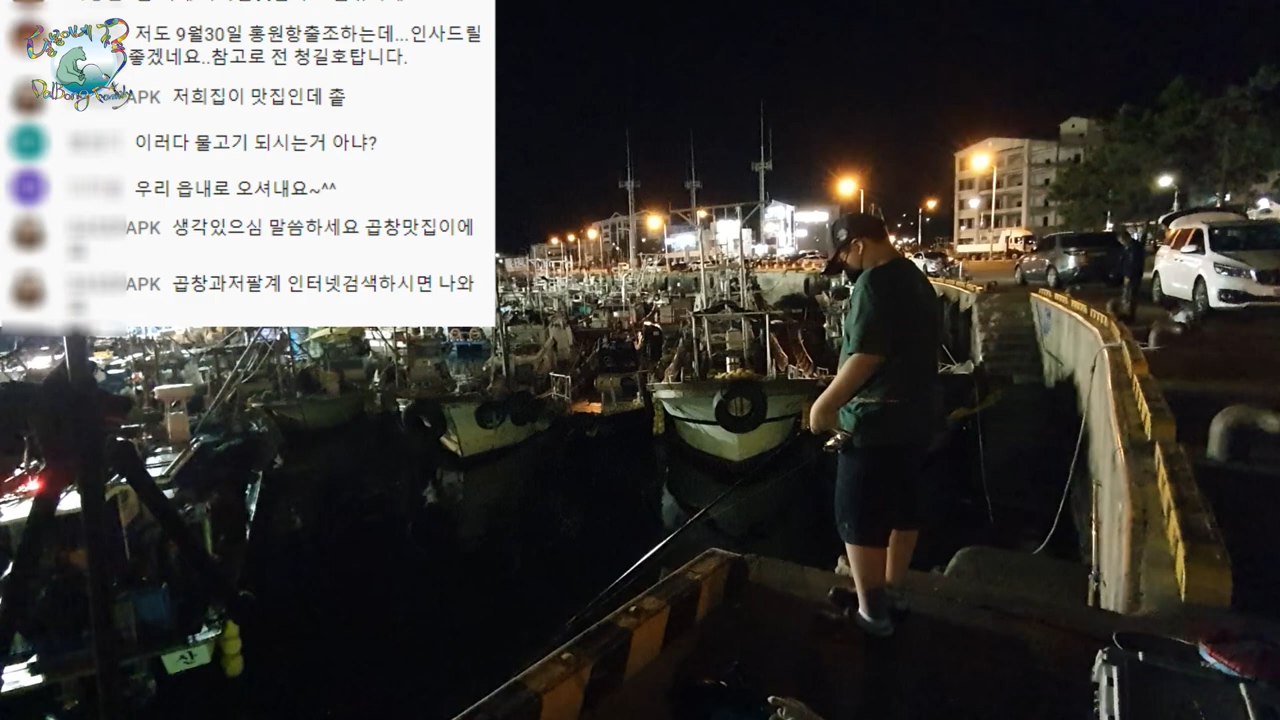 저도 9월30일 홍원항출조하는데...인사드릴
좋겠네요..참고로 전 청길호탑니다.
APK 저희집이 맛집인데 좉
이러다 물고기 되시는거 아냐?
우리 읍내로 오셔내요~^^
APK 생각있으심 말씀하세요 곱창맛집이에
APK 곱창과저팔계 인터넷검색하시면 나와
DalBong Family
산